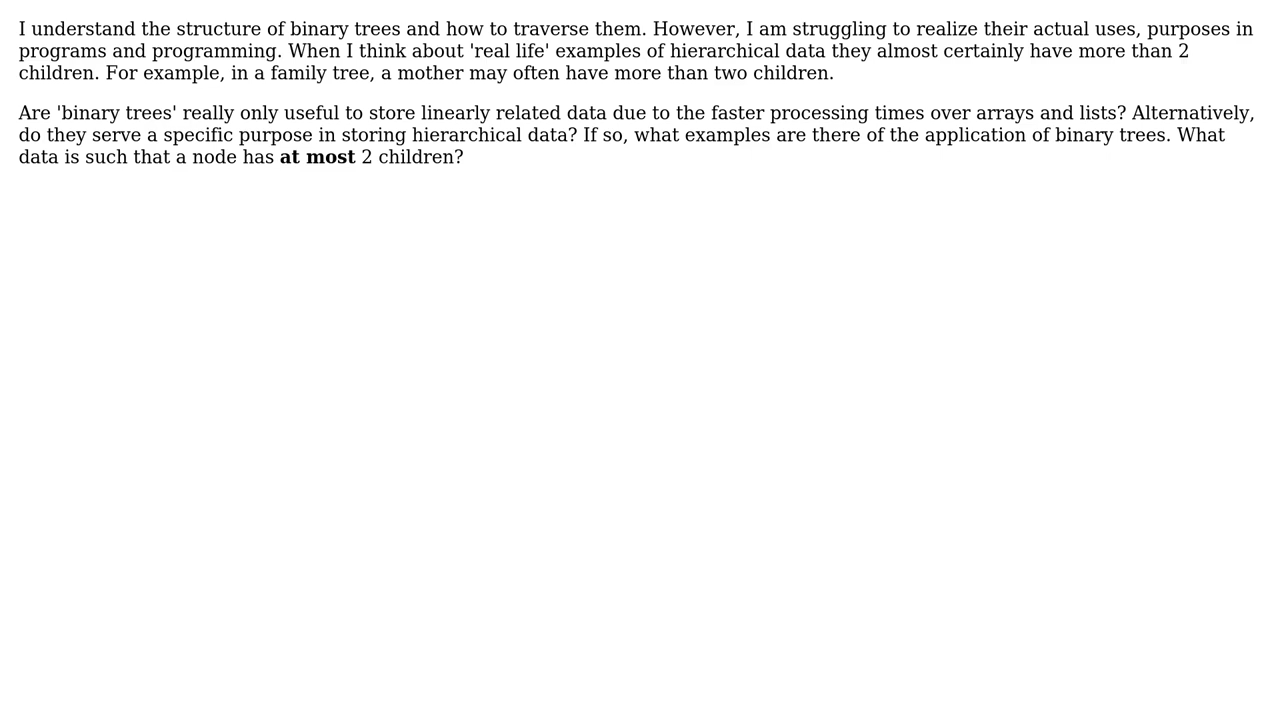 I understand the structure of binary trees and how to traverse them. However, I am struggling to realize their actual uses, purposes in
programs and programming. When I think about 'real life' examples of hierarchical data they almost certainly have more than 2
children. For example, in a family tree, a mother may often have more than two children.
Are 'binary trees' really only useful to store linearly related data due to the faster processing times over arrays and lists? Alternatively,
do they serve a specific purpose in storing hierarchical data? If so, what examples are there of the application of binary trees. What
data is such that a node has at most 2 children?